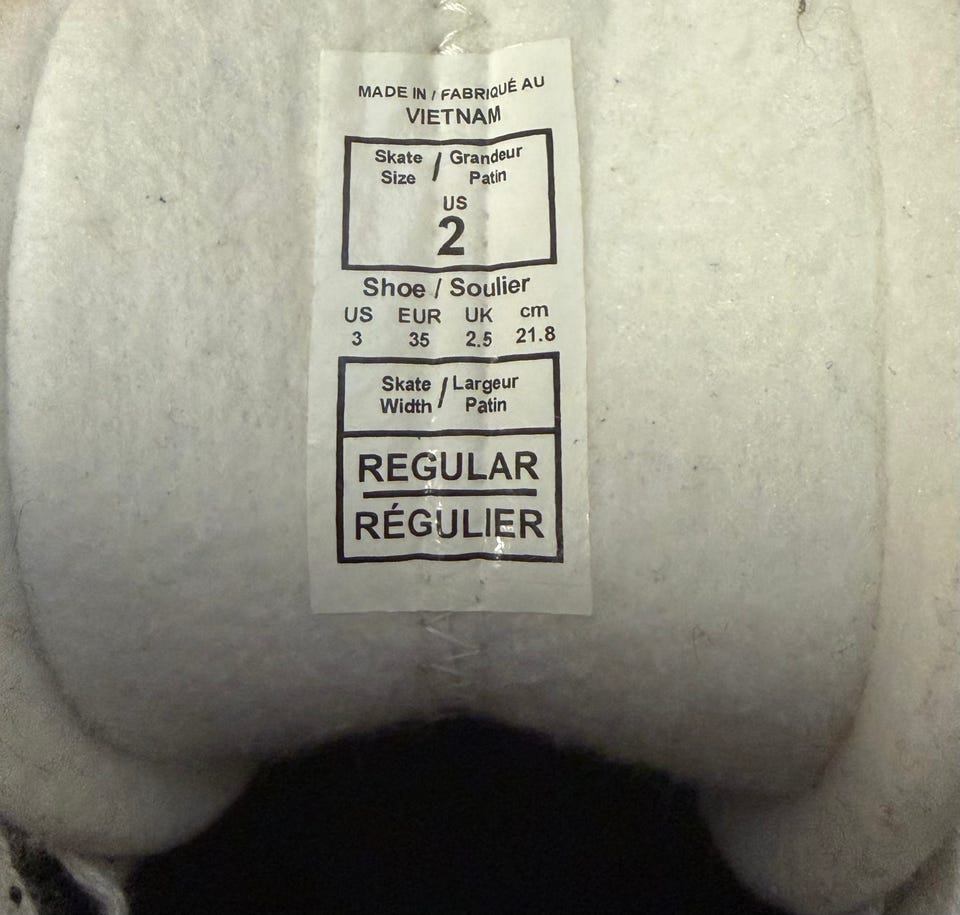 MADE IN / FABRIQUÉ AU
VIETNAM
Skate Size / Grandeur Patin
US
2
Shoe / Soulier
US EUR UK cm
3 35 2.5 21.8
Skate Width / Largeur Patin
REGULAR
RÉGULIER